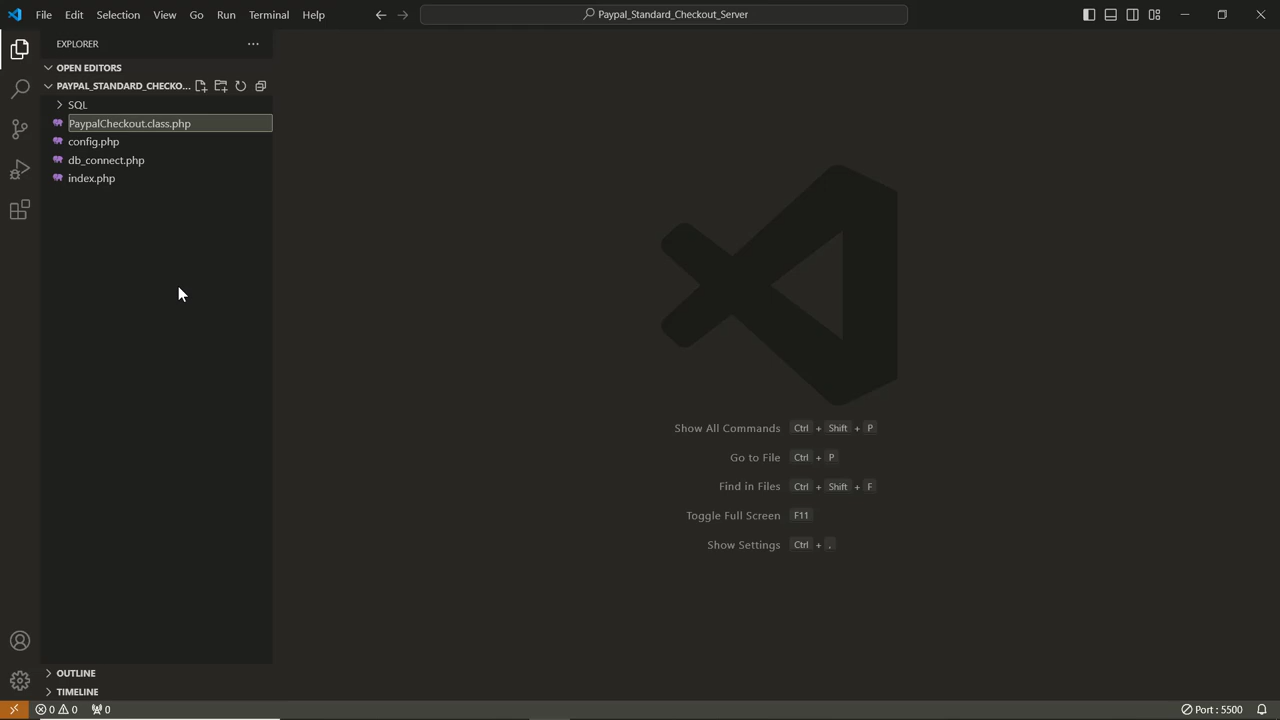 File Edit Selection View Go Run Terminal Help
Paypal_Standard_Checkout_Server
EXPLORER
OPEN EDITORS
PAYPAL_STANDARD_CHECKO...
SQL
PaypalCheckout.class.php
config.php
db_connect.php
index.php
Show All Commands Ctrl + Shift + P
Go to File Ctrl + P
Find in Files Ctrl + Shift + F
Toggle Full Screen F11
Show Settings Ctrl + ,
OUTLINE
TIMELINE
0 0 0 Port : 5500